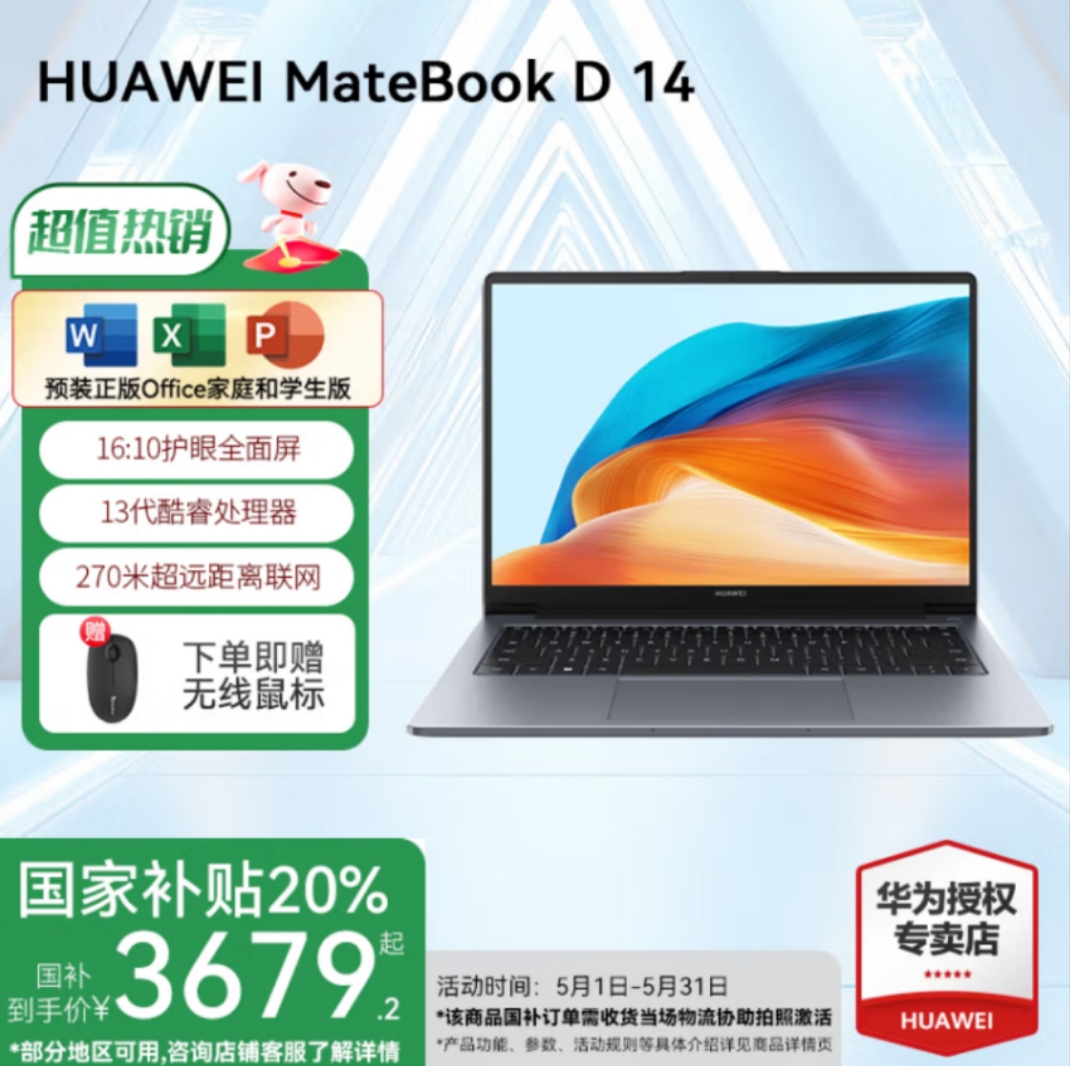 HUAWEI MateBook D 14
超值热销
W X P
预装正版Office家庭和学生版
16:10护眼全面屏
13代酷睿处理器
270米超远距离联网
赠
下单即赠
无线鼠标
HUAWEI
国家补贴20%
国补
到手价¥3679.2起
*部分地区可用,咨询店铺客服了解详情
活动时间：5月1日-5月31日
*该商品国补订单需收货当场物流协助拍照激活
*产品功能、参数、活动规则等具体介绍详见商品详情页
华为授权
专卖店
HUAWEI